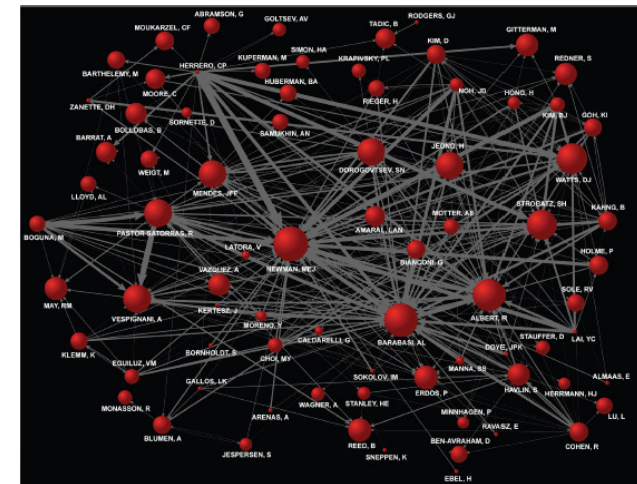 ABRAMSON, G
RODGERS, GJ
GOLTSEV, AV
MOUKARZEL, CF
TADIC, B
KIM, D
GITTERMAN, M
KUPERMAN, M
SIMON, HA
REDNER, S
HERRERO, CP
KRAPIVSKY, PL
BARTHELEMY, M
HUBERMAN, BA
MOORE, C
NOH, JD
RIEGER, H
ZANETTE, DH
HONG, H
SORNETTE, D
KIM, BJ
BOLLOBAS, B
GOH, KI
SAMUKHIN, AN
BARRAT, A
JEONG, H
WEIGT, M
DOROGOVTSEV, SN
WATTS, DJ
MENDES, JFF
LLOYD, AL
STROGATZ, SH
KAHNG, B
MOTTER, AE
PASTOR-SATORRAS, R
AMARAL, LAN
BOGUNA, M
LATORA, V
HOLME, P
BIANCONI, G
NEWMAN, MEJ
VAZQUEZ, A
SOLE, RV
MAY, RM
VESPIGNANI, A
KERTESZ, J
ALBERT, R
MORENO, Y
LAI, YC
BARABASI, AL
STAUFFER, D
CALDARELLI, G
OGYE, JPK
KLEMM, K
BORNHOLDT, S
CHOI, MY
EGUILUZ, VM
MANNA, SS
SOKOLOV, IM
ALMAAS, E
GALLOS, LK
ERDOS, P
HAVLIN, S
HERRMANN, HJ
MONASSON, R
WAGNER, A
STANLEY, HE
ARENAS, A
MINNHAGEN, P
LU, L
RAVASZ, E
BLUMEN, A
REED, B
BEN-AVRAHAM, D
COHEN, R
SNEPPEN, K
JESPERSEN, S
EBEL, H